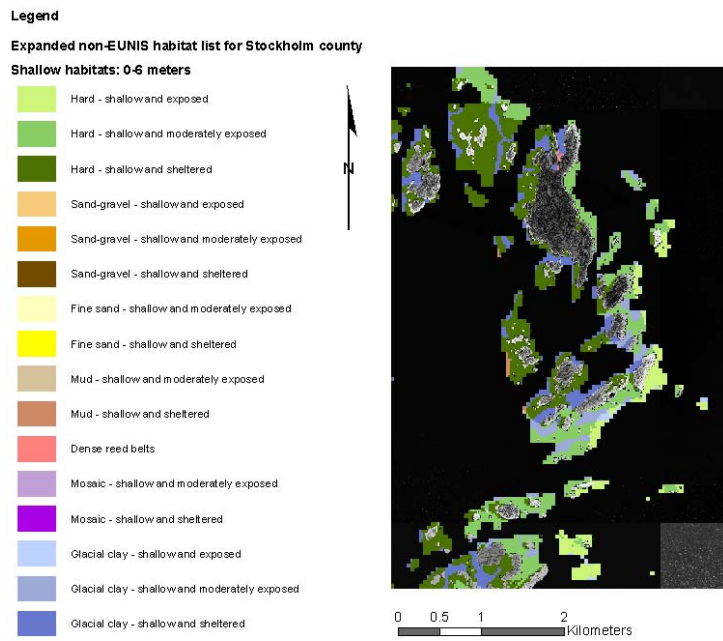 Legend
Expanded non-EUNIS habitat list for Stockholm county
Shallow habitats: 0-6 meters
Hard - shallow and exposed
Hard - shallow and moderately exposed
Hard - shallow and sheltered
Sand-gravel - shallow and exposed
Sand-gravel - shallow and moderately exposed
Sand-gravel - shallow and sheltered
Fine sand - shallow and moderately exposed
Fine sand - shallow and sheltered
Mud - shallow and moderately exposed
Mud - shallow and sheltered
Dense reed belts
Mosaic - shallow and moderately exposed
Mosaic - shallow and sheltered
Glacial clay - shallow and exposed
Glacial clay - shallow and moderately exposed
Glacial clay - shallow and sheltered
N
0 0.5 1 2
Kilometers